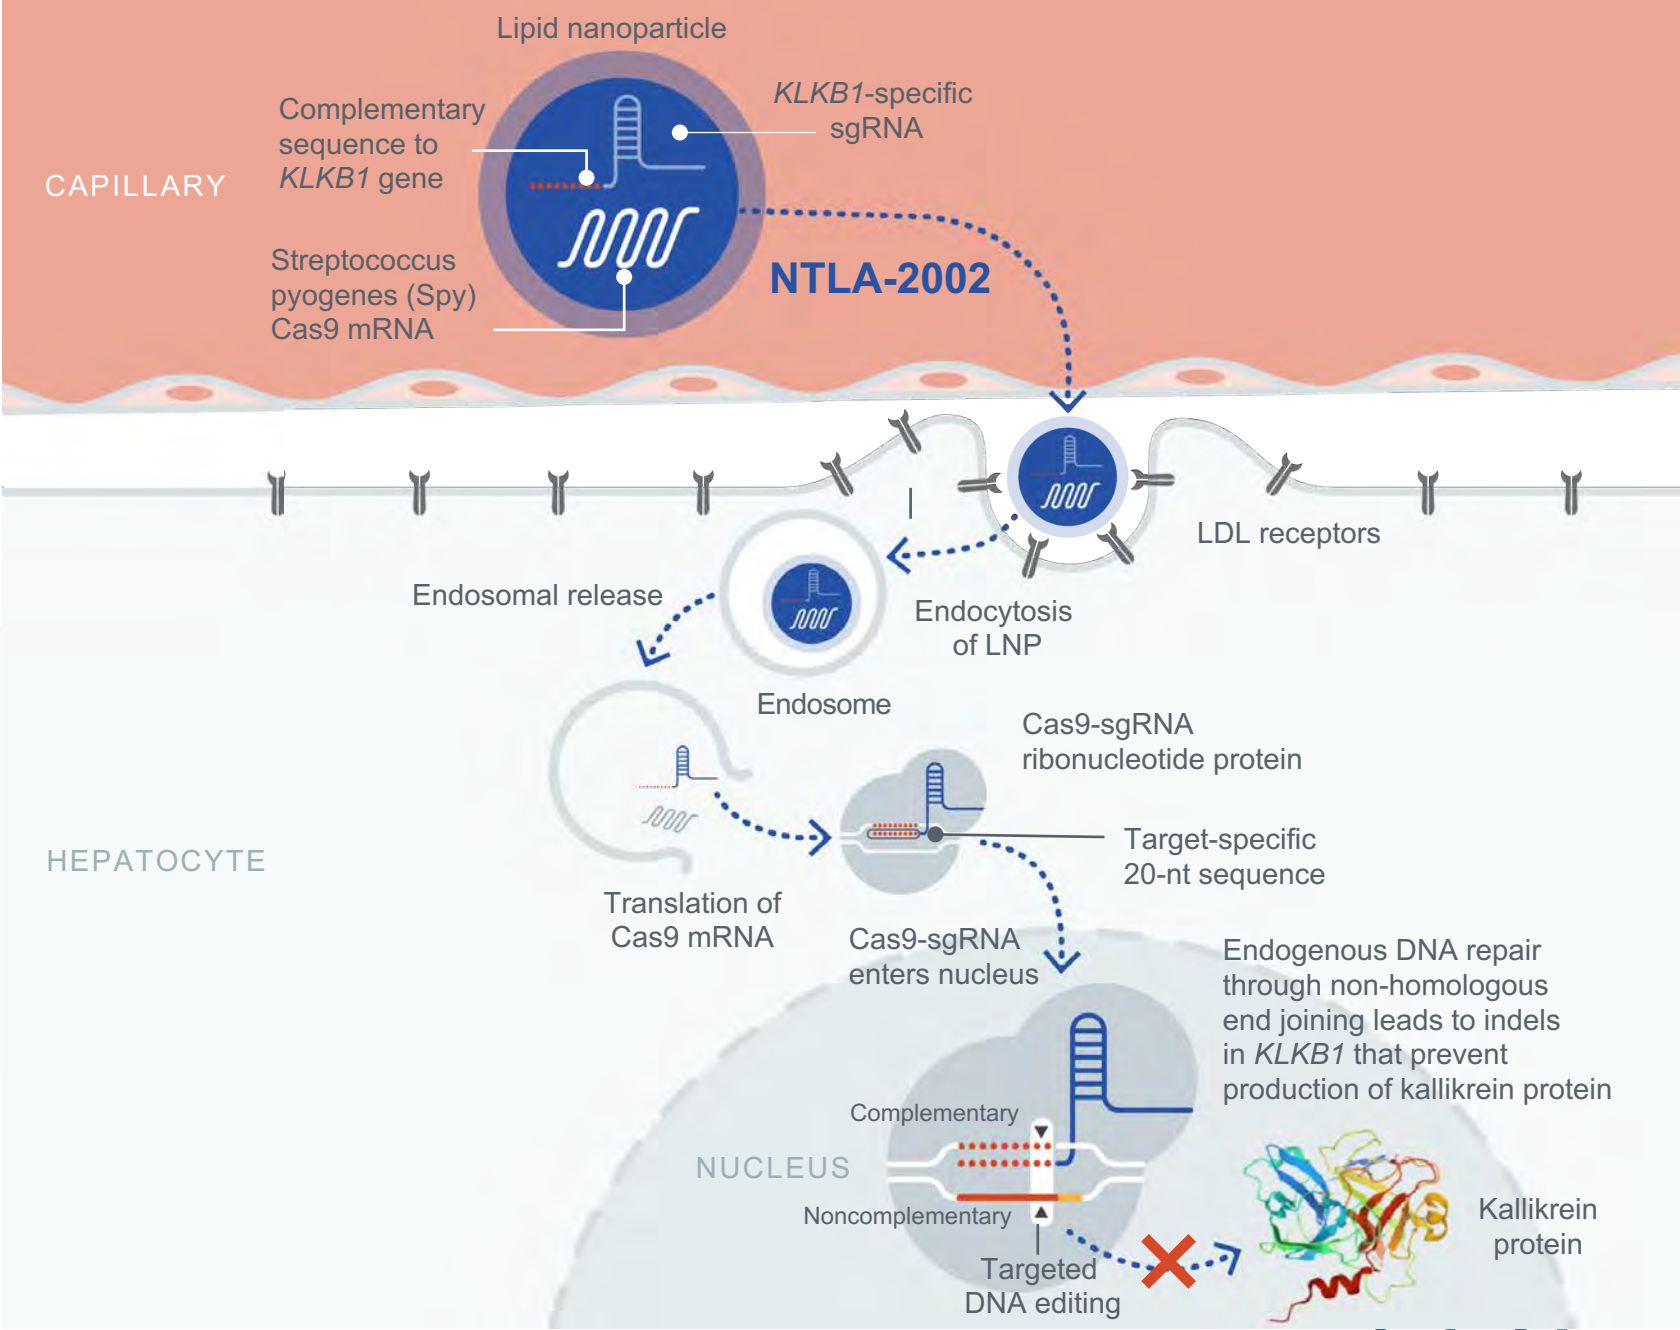 Lipid nanoparticle
Complementary
sequence to
KLKB1 gene
KLKB1-specific
sgRNA
CAPILLARY
Streptococcus
pyogenes (Spy)
Cas9 mRNA
NTLA-2002
LDL receptors
Endosomal release
Endocytosis
of LNP
Endosome
Cas9-sgRNA
ribonucleotide protein
HEPATOCYTE
Target-specific
20-nt sequence
Translation of
Cas9 mRNA
Cas9-sgRNA
enters nucleus
Endogenous DNA repair
through non-homologous
end joining leads to indels
in KLKB1 that prevent
production of kallikrein protein
Complementary
NUCLEUS
Noncomplementary
Kallikrein
protein
Targeted
DNA editing